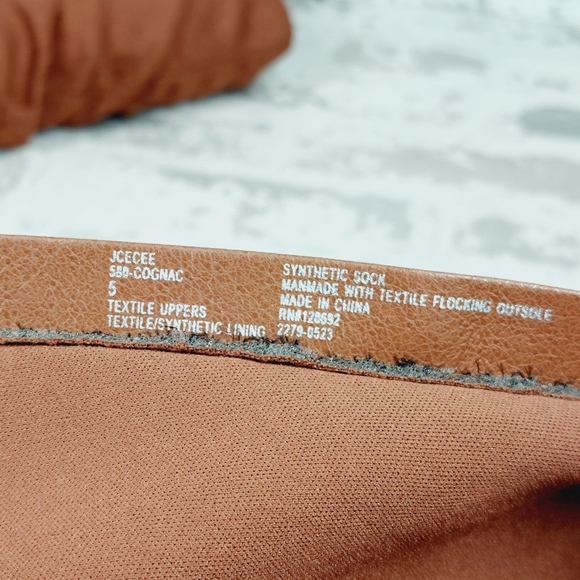 JCECEE
580-COGNAC
5
TEXTILE UPPERS
TEXTILE/SYNTHETIC LINING
SYNTHETIC SOCK
MANMADE WITH TEXTILE FLOCKING OUTSOLE
MADE IN CHINA
RN#128692
2279-0523